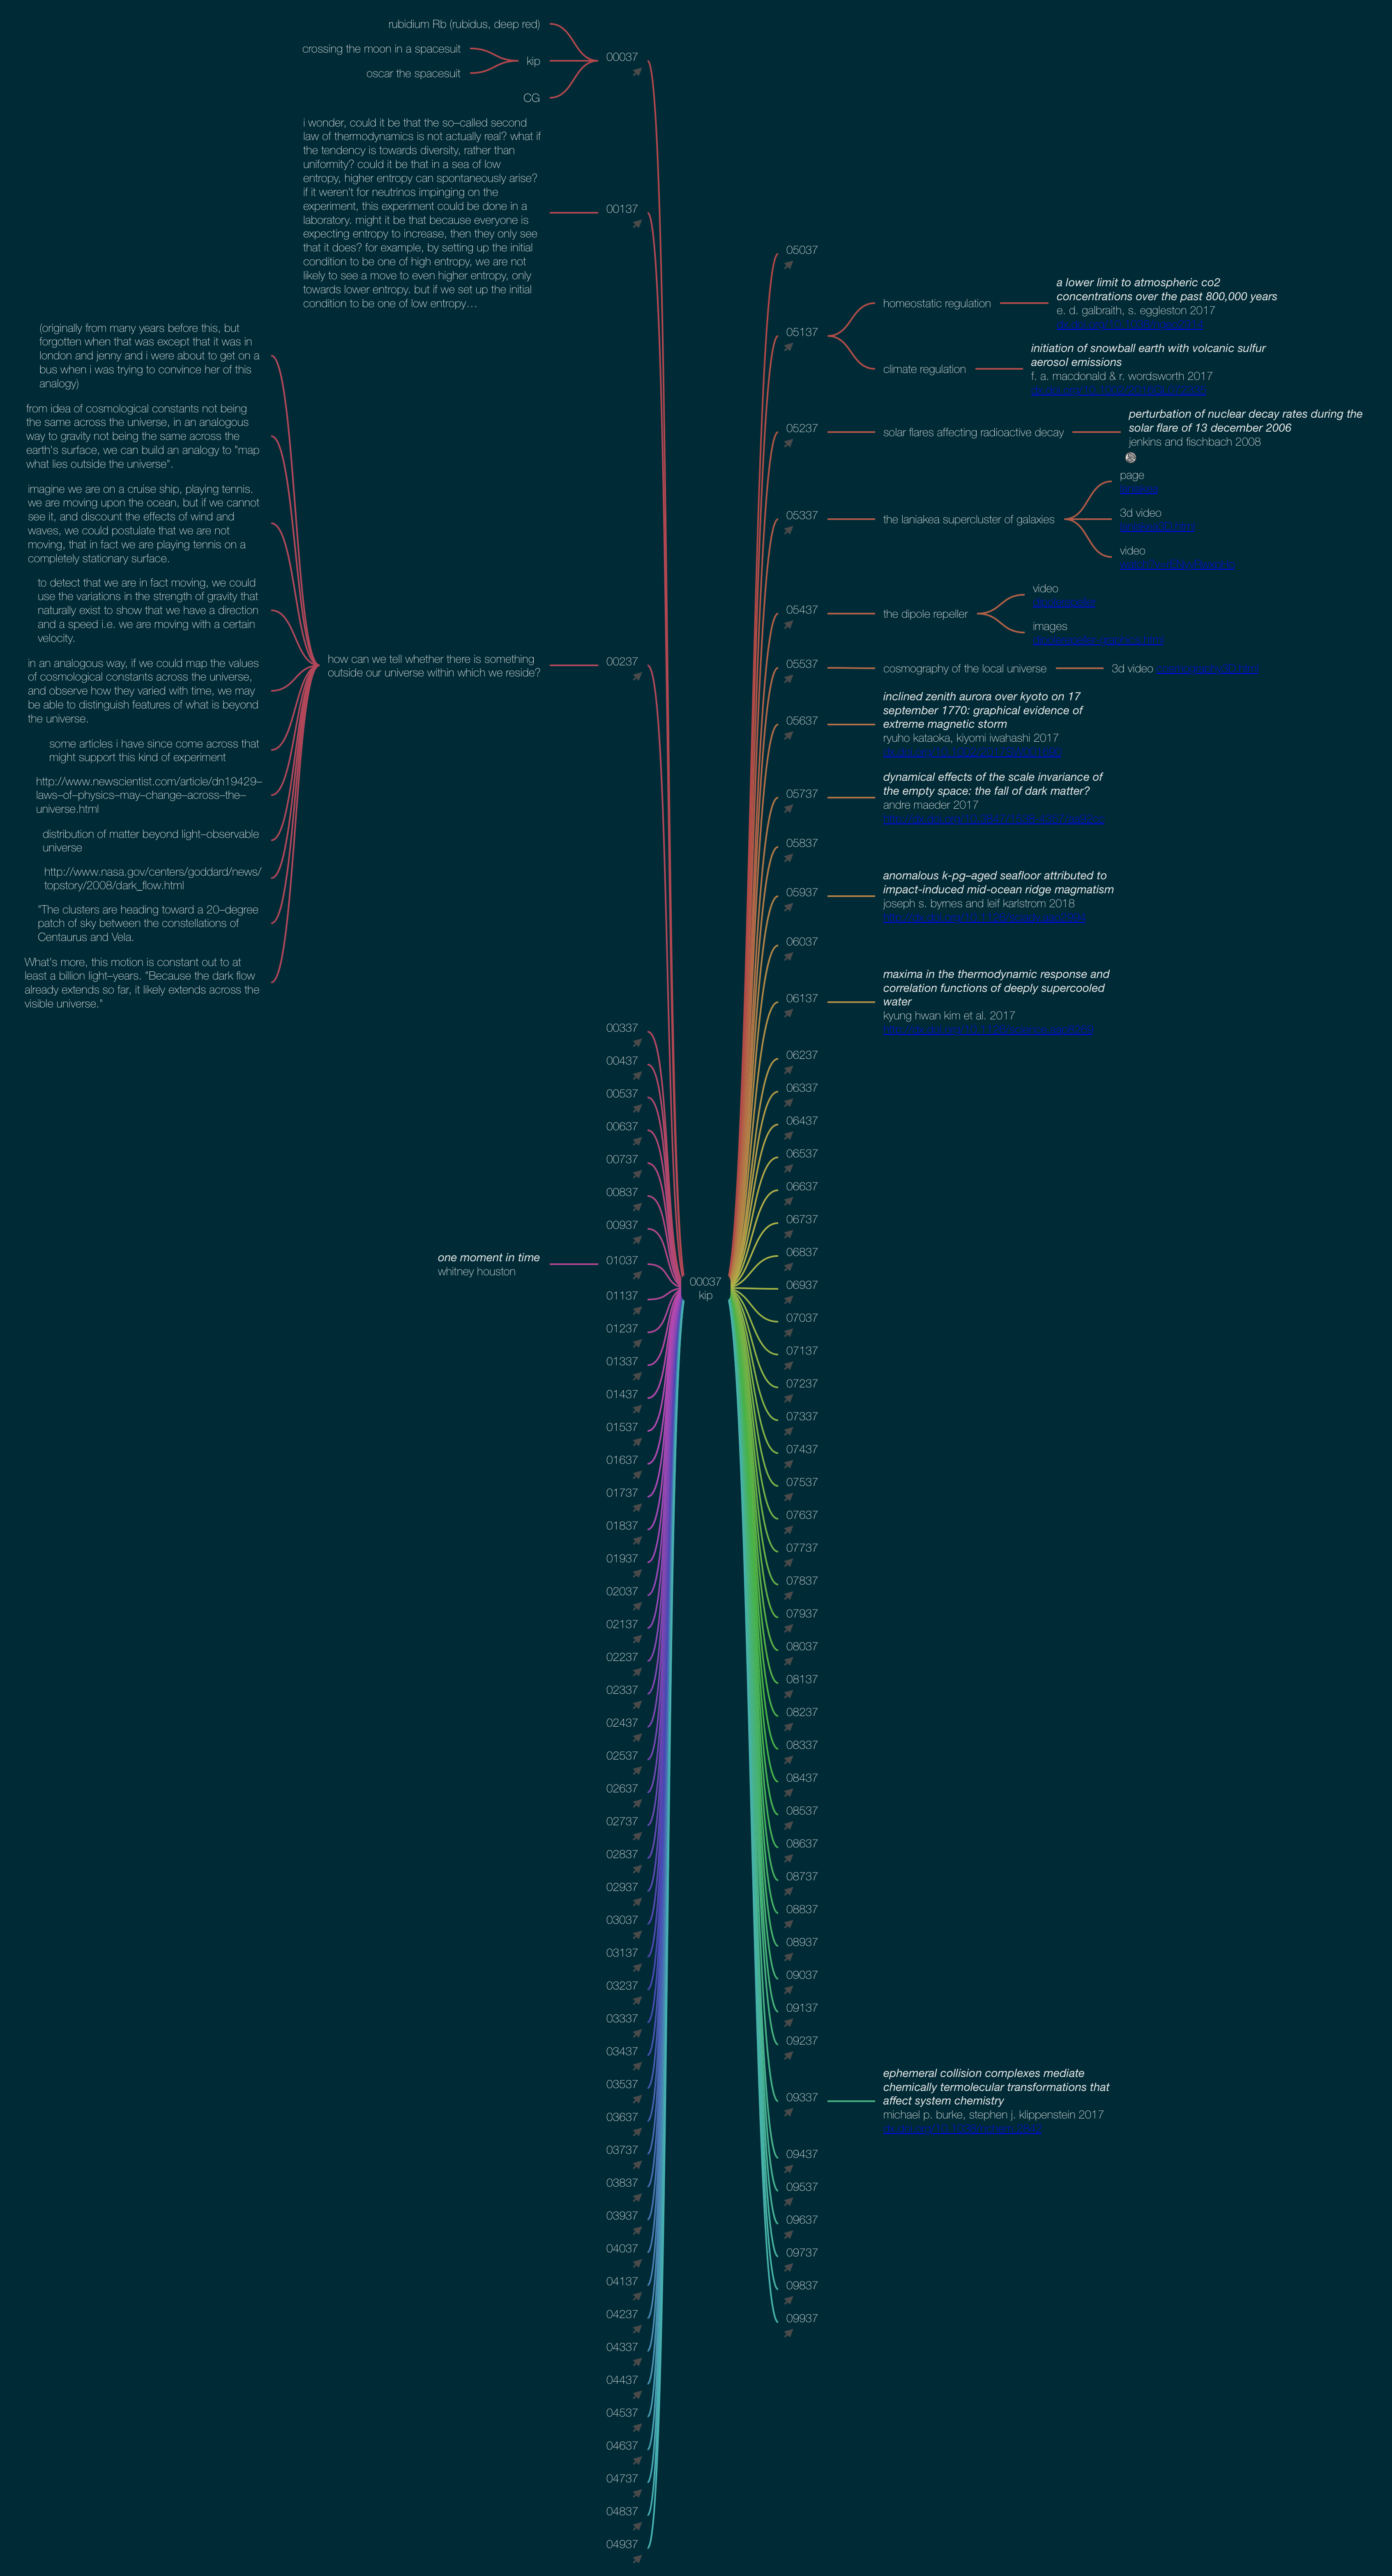 rubidium Rb (rubidus, deep red)
crossing the moon in a spacesuit
oscar the spacesuit
kip
CG
00037
i wonder, could it be that the so–called second
law of thermodynamics is not actually real? what if
the tendency is towards diversity, rather than
uniformity? could it be that in a sea of low
entropy, higher entropy can spontaneously arise?
if it weren't for neutrinos impinging on the
experiment, this experiment could be done in a
laboratory. might it be that because everyone is
expecting entropy to increase, then they only see
that it does? for example, by setting up the initial
condition to be one of high entropy, we are not
likely to see a move to even higher entropy, only
towards lower entropy. but if we set up the initial
condition to be one of low entropy…
00137
(originally from many years before this, but
forgotten when that was except that it was in
london and jenny and i were about to get on a
bus when i was trying to convince her of this
analogy)
from idea of cosmological constants not being
the same across the universe, in an analogous
way to gravity not being the same across the
earth's surface, we can build an analogy to "map
what lies outside the universe".
imagine we are on a cruise ship, playing tennis.
we are moving upon the ocean, but if we cannot
see it, and discount the effects of wind and
waves, we could postulate that we are not
moving, that in fact we are playing tennis on a
completely stationary surface.
to detect that we are in fact moving, we could
use the variations in the strength of gravity that
naturally exist to show that we have a direction
and a speed i.e. we are moving with a certain
velocity.
in an analogous way, if we could map the values
of cosmological constants across the universe,
and observe how they varied with time, we may
be able to distinguish features of what is beyond
the universe.
some articles i have since come across that
might support this kind of experiment
http://www.newscientist.com/article/dn19429–
laws–of–physics–may–change–across–the–
universe.html
distribution of matter beyond light–observable
universe
http://www.nasa.gov/centers/goddard/news/
topstory/2008/dark_flow.html
"The clusters are heading toward a 20–degree
patch of sky between the constellations of
Centaurus and Vela.
What's more, this motion is constant out to at
least a billion light–years. "Because the dark flow
already extends so far, it likely extends across the
visible universe."
how can we tell whether there is something
outside our universe within which we reside?
00237
00337
00437
00537
00637
00737
00837
00937
one moment in time
whitney houston
01037
01137
01237
01337
01437
01537
01637
01737
01837
01937
02037
02137
02237
02337
02437
02537
02637
02737
02837
02937
03037
03137
03237
03337
03437
03537
03637
03737
03837
03937
04037
04137
04237
04337
04437
04537
04637
04737
04837
04937
00037
kip
05037
05137
homeostatic regulation
a lower limit to atmospheric co2
concentrations over the past 800,000 years
e. d. galbraith, s. eggleston 2017
climate regulation
initiation of snowball earth with volcanic sulfur
aerosol emissions
f. a. macdonald & r. wordsworth 2017
05237
solar flares affecting radioactive decay
perturbation of nuclear decay rates during the
solar flare of 13 december 2006
jenkins and fischbach 2008
05337
the laniakea supercluster of galaxies
page
3d video
video
05437
the dipole repeller
video
images
05537
cosmography of the local universe
3d video
05637
inclined zenith aurora over kyoto on 17
september 1770: graphical evidence of
extreme magnetic storm
ryuho kataoka, kiyomi iwahashi 2017
05737
dynamical effects of the scale invariance of
the empty space: the fall of dark matter?
andre maeder 2017
05837
05937
anomalous k-pg–aged seafloor attributed to
impact-induced mid-ocean ridge magmatism
joseph s. byrnes and leif karlstrom 2018
06037
06137
maxima in the thermodynamic response and
correlation functions of deeply supercooled
water
kyung hwan kim et al. 2017
06237
06337
06437
06537
06637
06737
06837
06937
07037
07137
07237
07337
07437
07537
07637
07737
07837
07937
08037
08137
08237
08337
08437
08537
08637
08737
08837
08937
09037
09137
09237
09337
ephemeral collision complexes mediate
chemically termolecular transformations that
affect system chemistry
michael p. burke, stephen j. klippenstein 2017
09437
09537
09637
09737
09837
09937